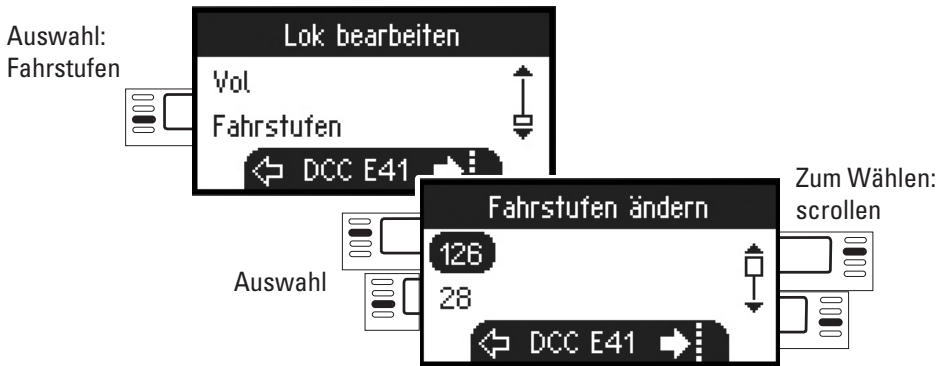 Auswahl:
Fahrstufen
Lok bearbeiten
Vol
Fahrstufen
DCC E41
Zum Wählen:
scrollen
Fahrstufen ändern
126
28
Auswahl
DCC E41